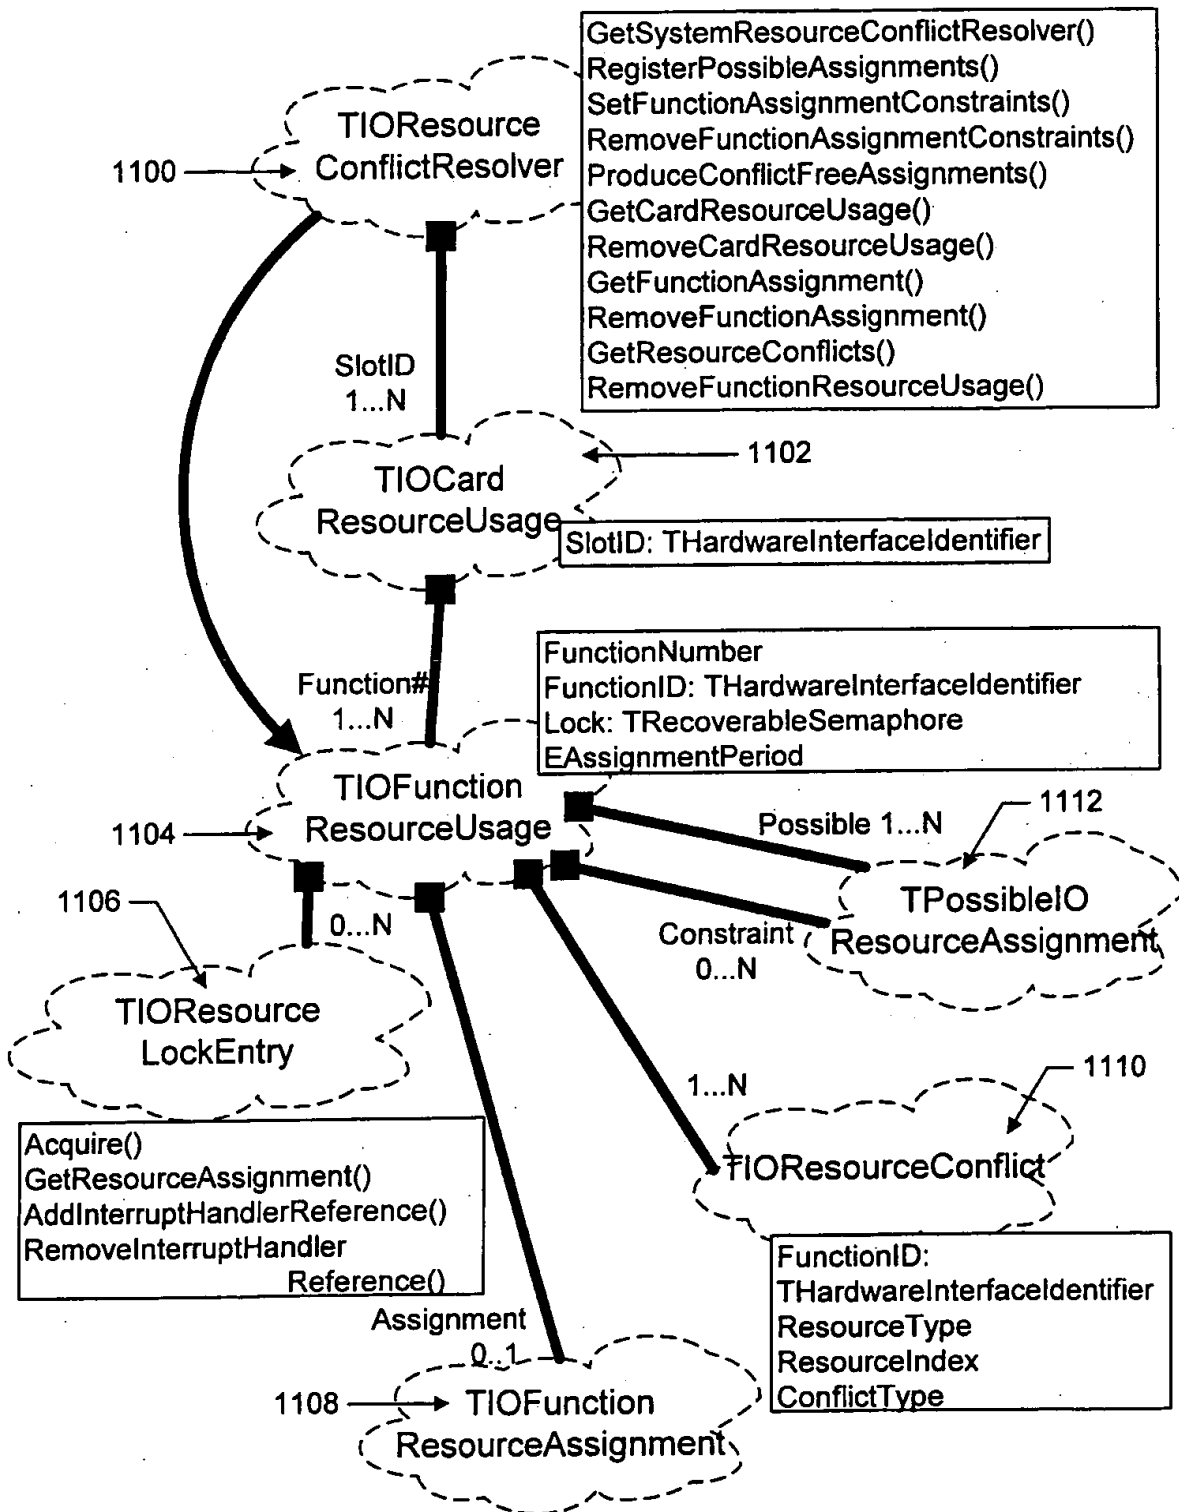 GetSystemResourceConflictResolver()
RegisterPossibleAssignments()
SetFunctionAssignmentConstraints()
RemoveFunctionAssignmentConstraints()
ProduceConflictFreeAssignments()
GetCardResourceUsage()
RemoveCardResourceUsage()
GetFunctionAssignment()
RemoveFunctionAssignment()
GetResourceConflicts()
RemoveFunctionResourceUsage()
TIOResource
ConflictResolver
1100
SlotID
1...N
1102
TIOCard
ResourceUsage
SlotID: THardwareInterfaceIdentifier
Function#
1...N
FunctionNumber
FunctionID: THardwareInterfaceIdentifier
Lock: TRecoverableSemaphore
EAssignmentPeriod
TIOFunction
ResourceUsage
1104
Possible 1...N
1112
TPossibleIO
ResourceAssignment
Constraint
0...N
1106
0...N
TIOResource
LockEntry
Acquire()
GetResourceAssignment()
AddInterruptHandlerReference()
RemoveInterruptHandler
Reference()
1...N
1110
TIOResourceConflict
FunctionID:
THardwareInterfaceIdentifier
ResourceType
ResourceIndex
ConflictType
Assignment
0..1
1108
TIOFunction
ResourceAssignment